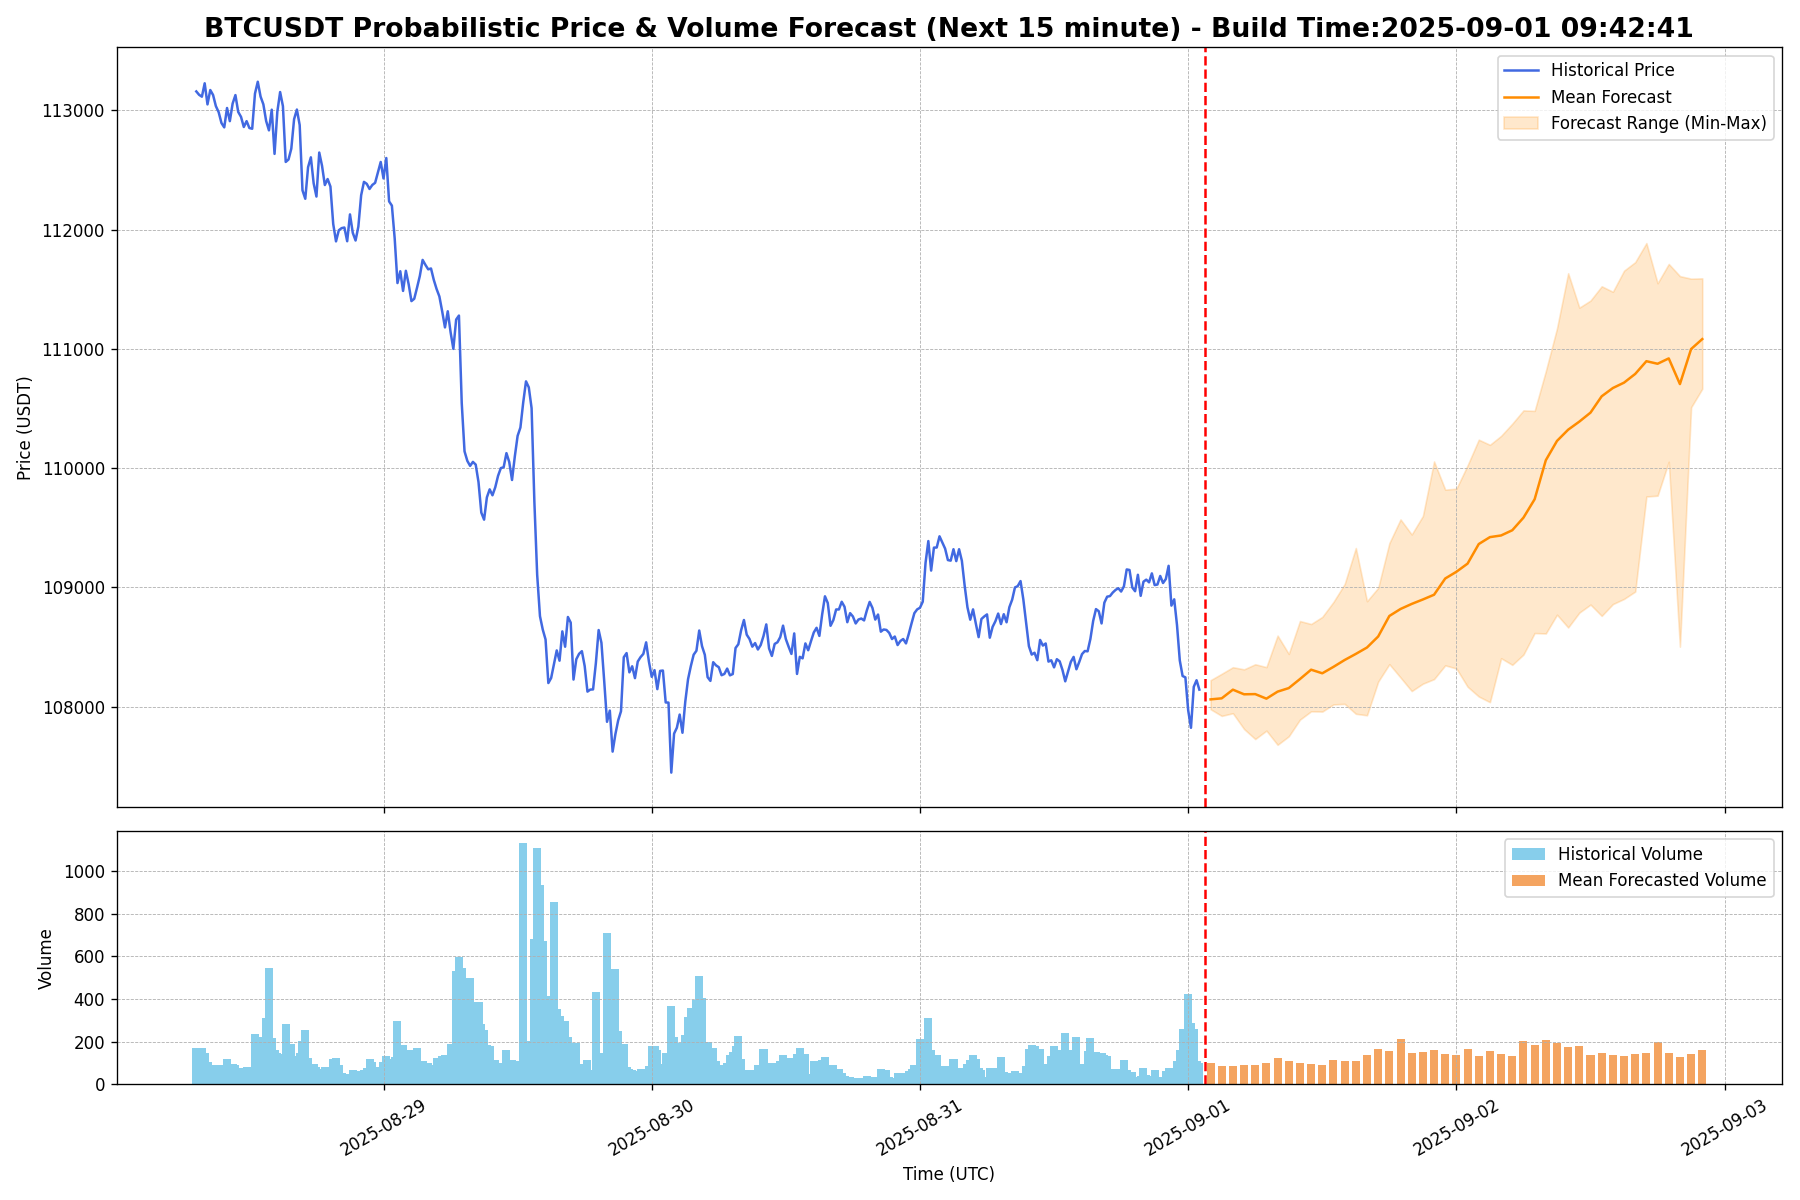 BTCUSDT Probabilistic Price & Volume Forecast (Next 15 minute) - Build Time:2025-09-01 09:42:41
Historical Price
Mean Forecast
Forecast Range (Min-Max)
113000
112000
111000
110000
109000
108000
Price (USDT)
Historical Volume
Mean Forecasted Volume
1000
800
600
400
200
0
Volume
2025-08-29
2025-08-30
2025-08-31
2025-09-01
2025-09-02
2025-09-03
Time (UTC)